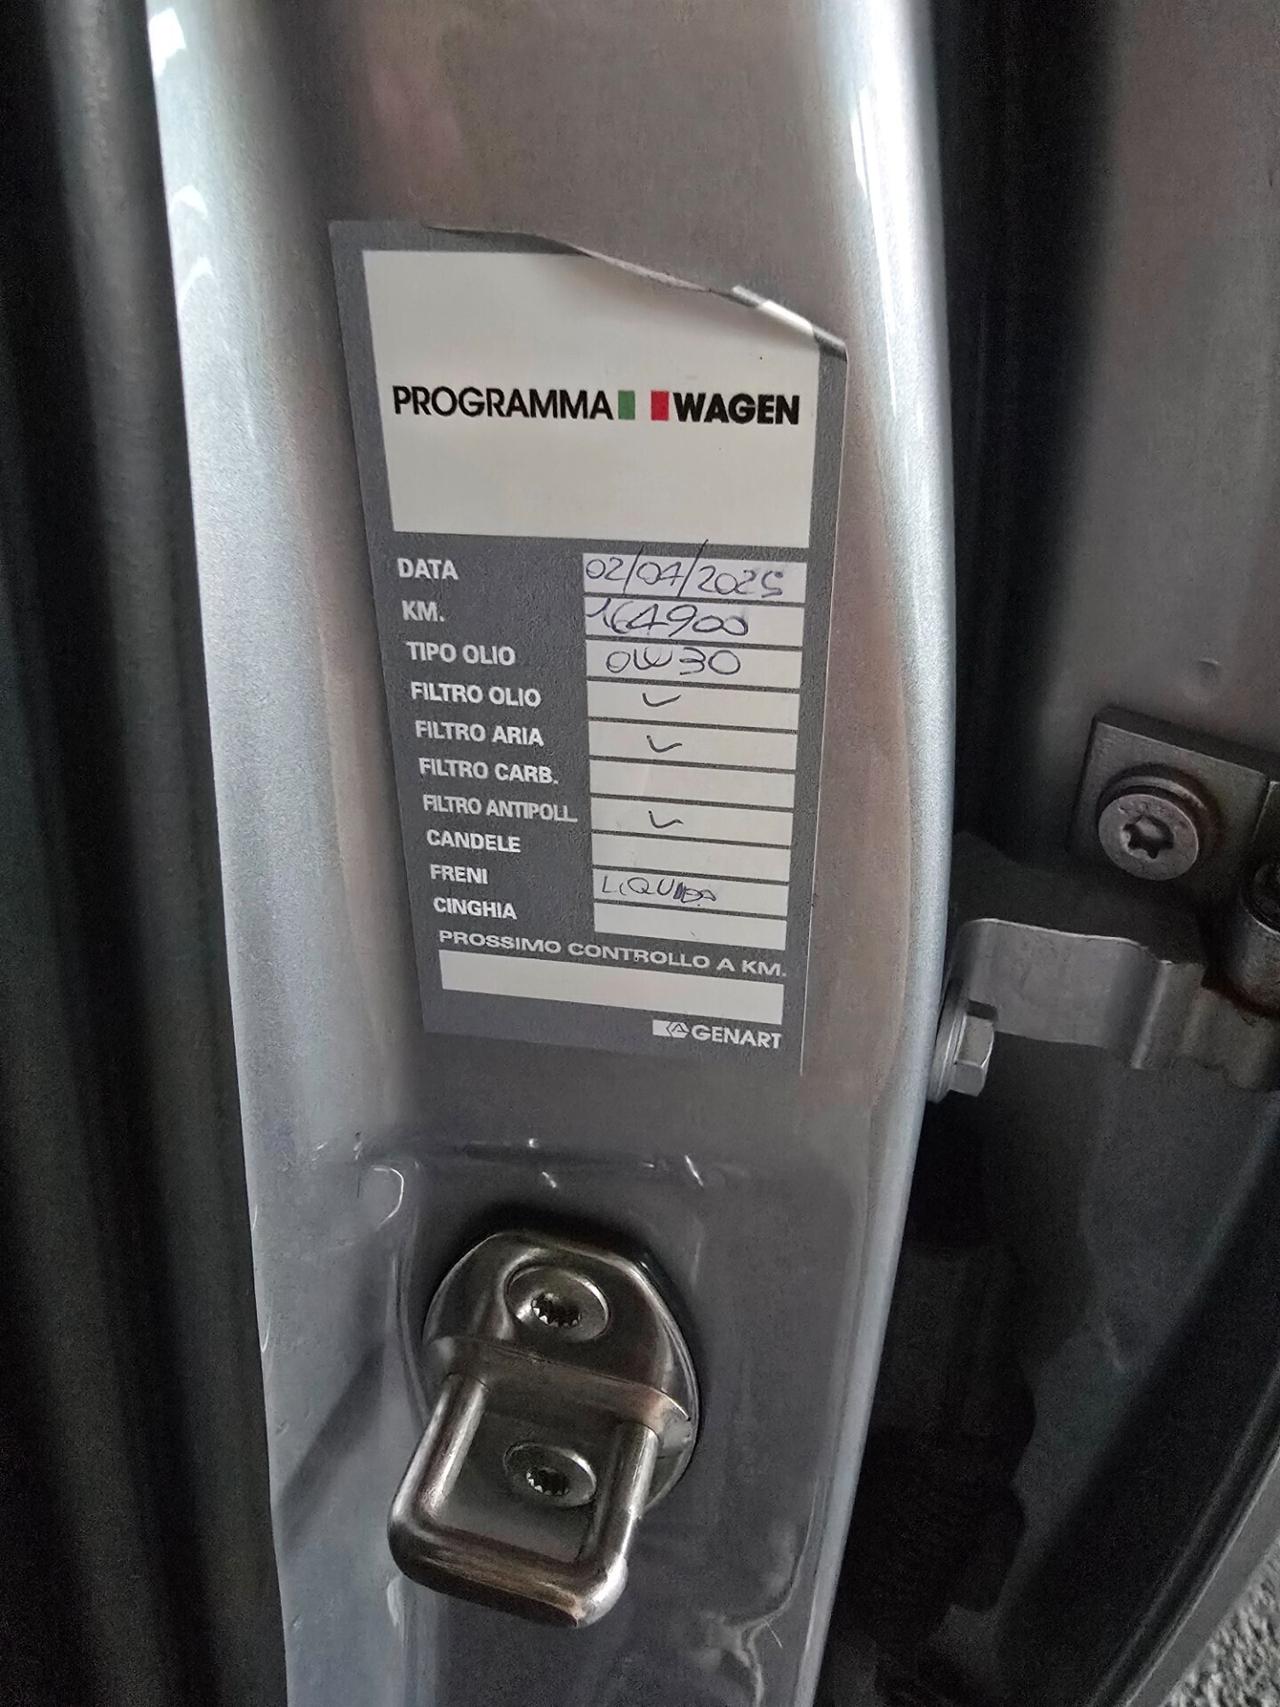 PROGRAMMA WAGEN
DATA 02/04/2025
KM. 164900
TIPO OLIO 0W30
FILTRO OLIO ✓
FILTRO ARIA ✓
FILTRO CARB.
FILTRO ANTIPOLL. ✓
CANDELE
FRENI
CINGHIA
PROSSIMO CONTROLLO A KM.
GENART